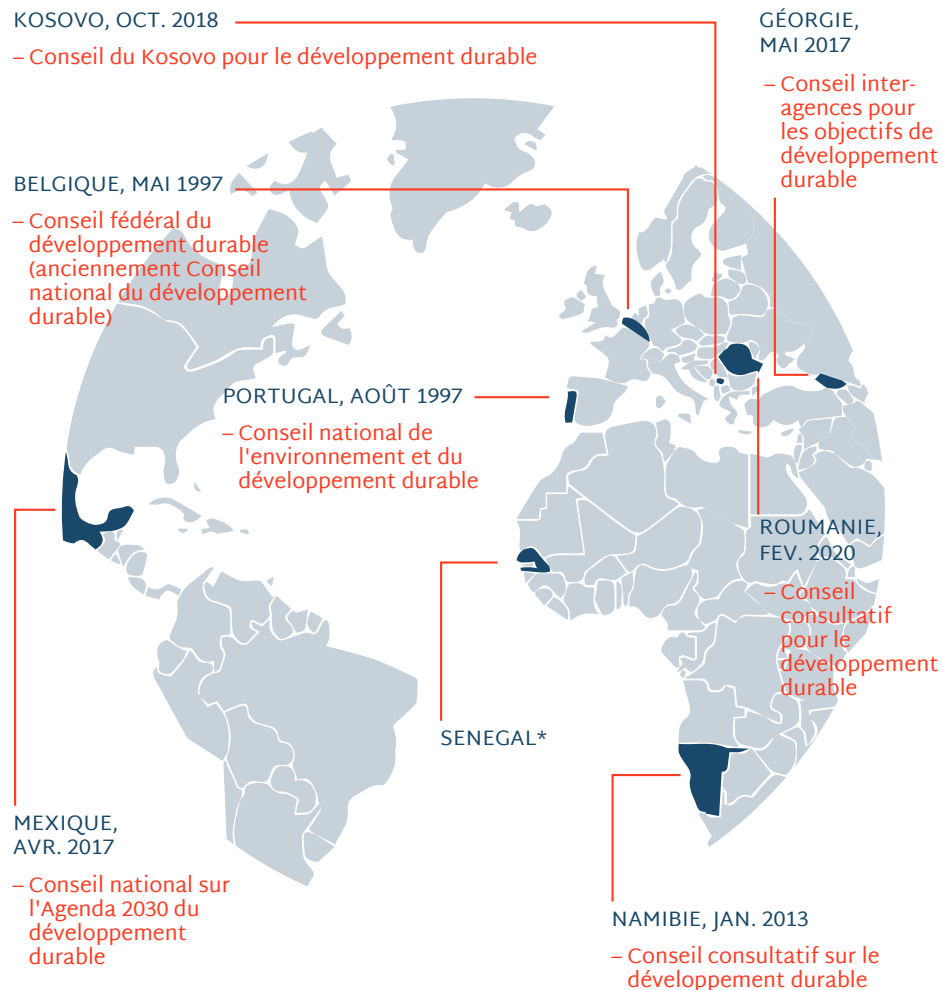 KOSOVO, OCT. 2018
– Conseil du Kosovo pour le développement durable
GÉORGIE,
MAI 2017
– Conseil inter-
agences pour
les objectifs de
développement
durable
BELGIQUE, MAI 1997
– Conseil fédéral du
développement durable
(anciennement Conseil
national du développement
durable)
PORTUGAL, AOÛT 1997
– Conseil national de
l'environnement et du
développement durable
ROUMANIE,
FEV. 2020
– Conseil
consultatif
pour le
développement
durable
SENEGAL*
MEXIQUE,
AVR. 2017
– Conseil national sur
l'Agenda 2030 du
développement
durable
NAMIBIE, JAN. 2013
– Conseil consultatif sur le
développement durable